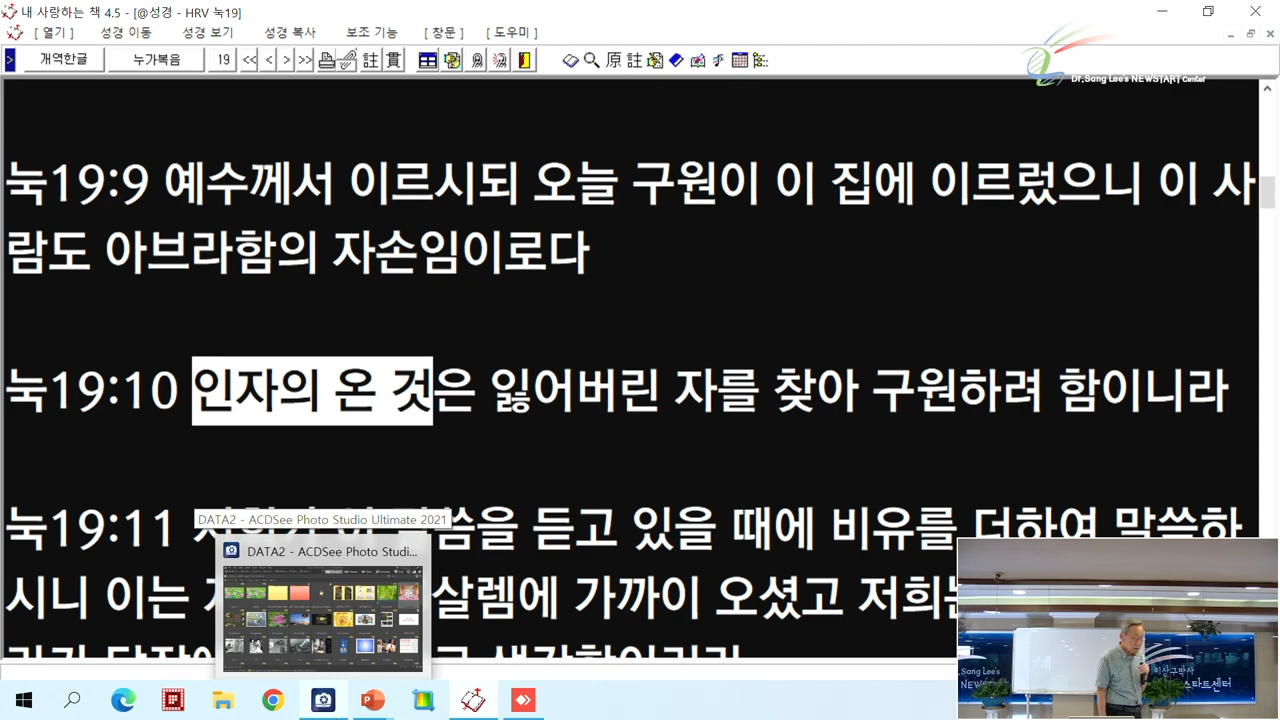 내 사랑하는 책 4.5 - [@성경 - HRV 눅19]
[ 열기 ] 성경 이동 성경 보기 성경 복사 보조 기능 [ 창문 ] [ 도우미 ]
> 개역한글 누가복음 19 << < > >> 註 貫 原 註
Dr.Sang Lee's NEWSTART Center
눅19:9 예수께서 이르시되 오늘 구원이 이 집에 이르렀으니 이 사
람도 아브라함의 자손임이로다
눅19:10 인자의 온 것은 잃어버린 자를 찾아 구원하려 함이니라
눅19:11 을 듣고 있을 때에 비유를 더하여 말씀하
DATA2 - ACDSee Photo Studio Ultimate 2021
DATA2 - ACDSee Photo Studi...
시니 이는 살렘에 가까이 오셨고
.Sang Lee's
NEWST
이상구박사
스타트센터